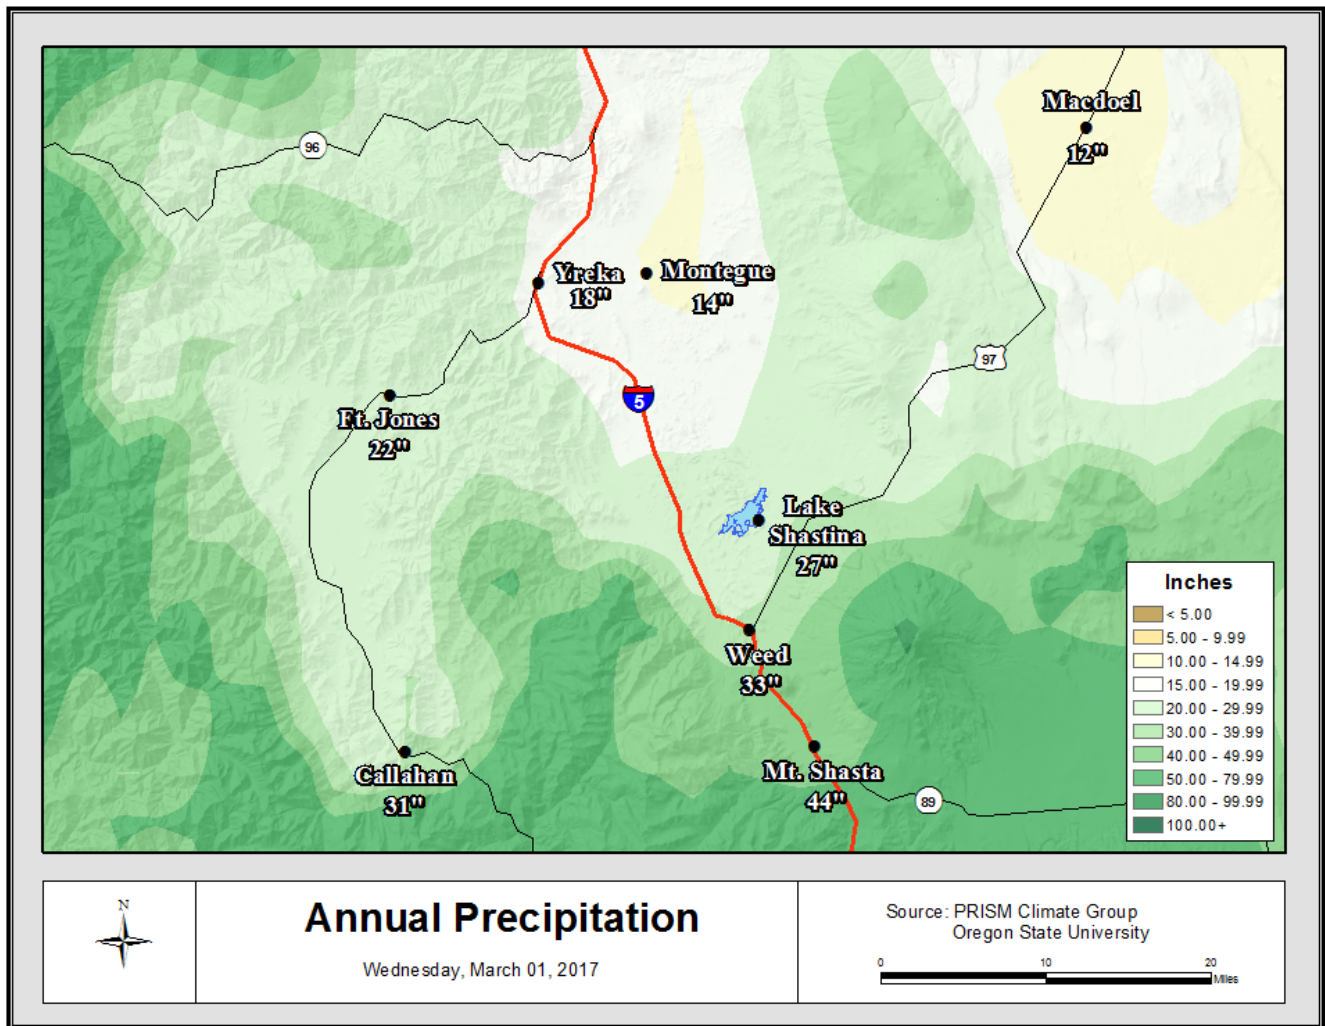 Macdoel
12"
96
Yreka
18"
Montegue
14"
97
5
Ft. Jones
22"
Lake
Shastina
27"
Weed
33"
Callahan
31"
Mt. Shasta
44"
89
Inches
< 5.00
5.00 - 9.99
10.00 - 14.99
15.00 - 19.99
20.00 - 29.99
30.00 - 39.99
40.00 - 49.99
50.00 - 79.99
80.00 - 99.99
100.00+
N
Annual Precipitation
Wednesday, March 01, 2017
Source: PRISM Climate Group
Oregon State University
0 10 20
Miles